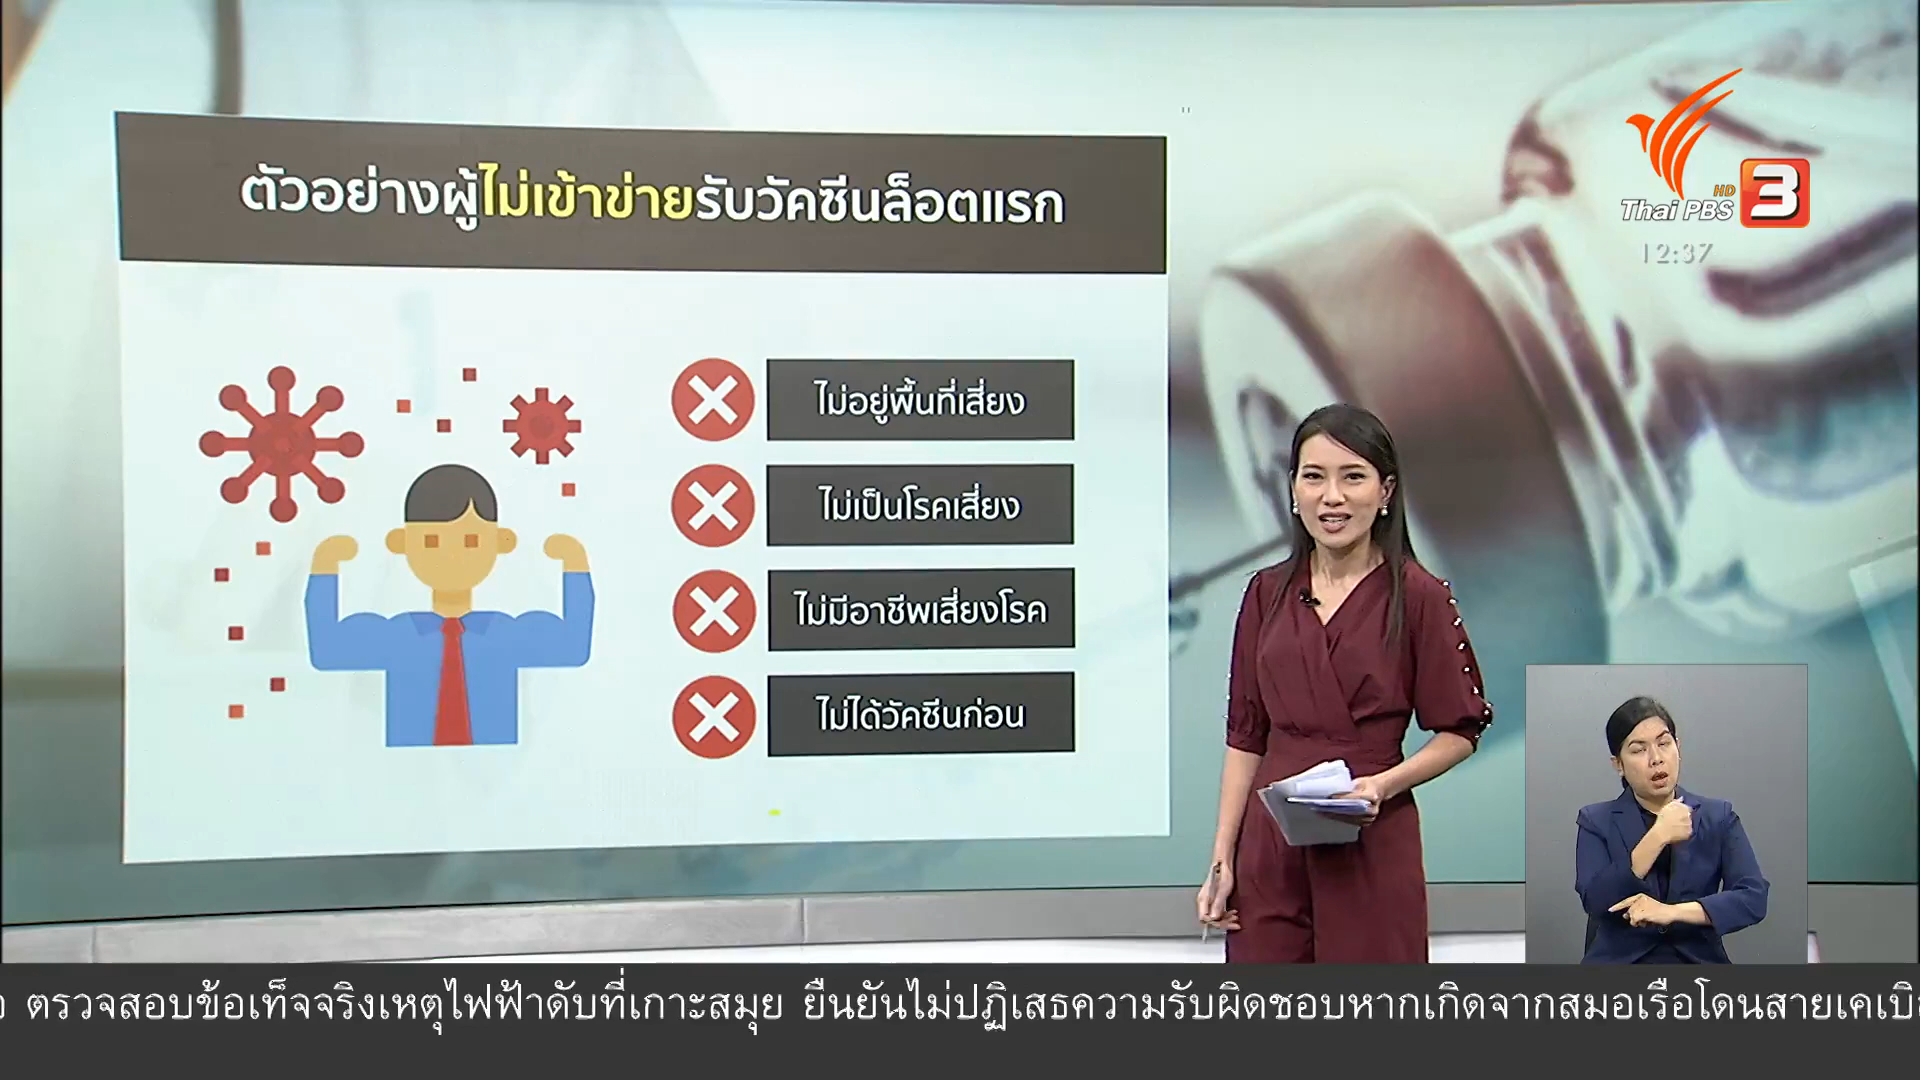 ตัวอย่างผู้ไม่เข้าข่ายรับวัคซีนล็อตแรก
HD
Thai PBS 3
12:37
ไม่อยู่พื้นที่เสี่ยง
ไม่เป็นโรคเสี่ยง
ไม่มีอาชีพเสี่ยงโรค
ไม่ได้วัคซีนก่อน
ตรวจสอบข้อเท็จจริงเหตุไฟฟ้าดับที่เกาะสมุย ยืนยันไม่ปฏิเสธความรับผิดชอบหากเกิดจากสมอเรือโดนสายเคเบิ